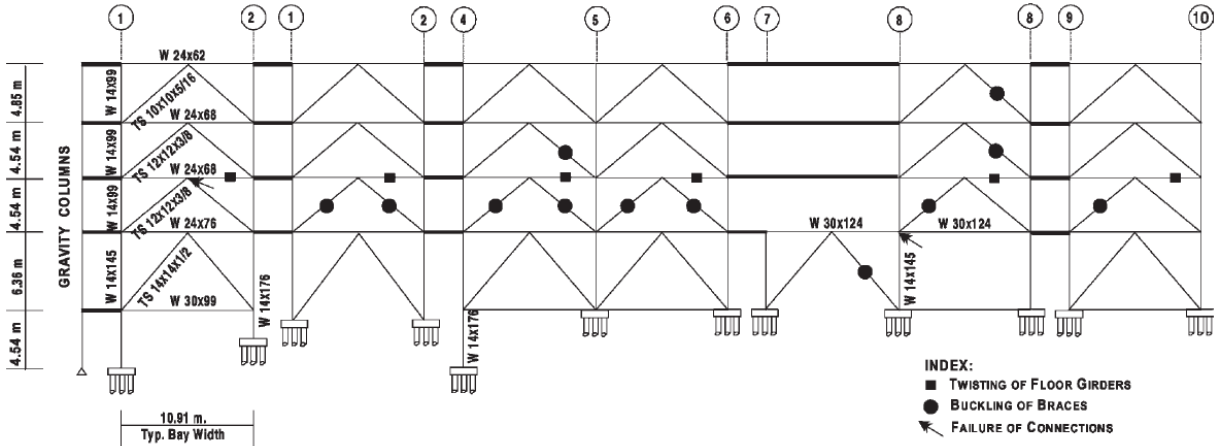 1 2 1 2 4 5 6 7 8 8 9 10
W 24x62
4.85 m
W 14x99
TS 10x10x5/16
W 24x68
4.54 m
W 14x99
TS 12x12x3/8
W 24x68
4.54 m
W 14x99
TS 12x12x3/8
W 24x76
W 30x124
W 30x124
GRAVITY COLUMNS
6.36 m
W 14x145
TS 14x14x1/2
W 30x99
W 14x176
W 14x145
4.54 m
W 14x176
INDEX:
TWISTING OF FLOOR GIRDERS
BUCKLING OF BRACES
FAILURE OF CONNECTIONS
10.91 m.
Typ. Bay Width